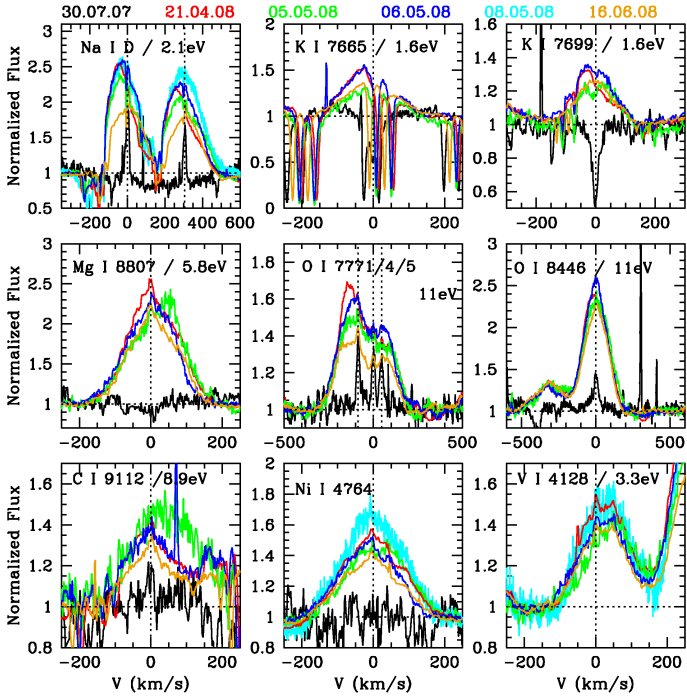 30.07.07 21.04.08 05.05.08 06.05.08 08.05.08 16.06.08
Na I D / 2.1eV K I 7665 / 1.6eV K I 7699 / 1.6eV
Normalized Flux
3 2.5 2 1.5 1 0.5
0 200 400 600
2 1.5 1 0.5 0
-200 0 200
1.6 1.4 1.2 1 0.8 0.6
-200 0 200
Mg I 8807 / 5.8eV O I 7771/4/5 11eV O I 8446 / 11eV
Normalized Flux
2.5 2 1.5 1
-200 0 200
1.8 1.6 1.4 1.2 1
-500 0 500
3 2.5 2 1.5 1
-500 0 500
C I 9112 /8.9eV Ni I 4764 V I 4128 / 3.3eV
Normalized Flux
1.6 1.4 1.2 1 0.8
-200 0 200
2 1.8 1.6 1.4 1.2 1 0.8
-200 0 200
1.6 1.4 1.2 1 0.8
-200 0 200
V (km/s) V (km/s) V (km/s)